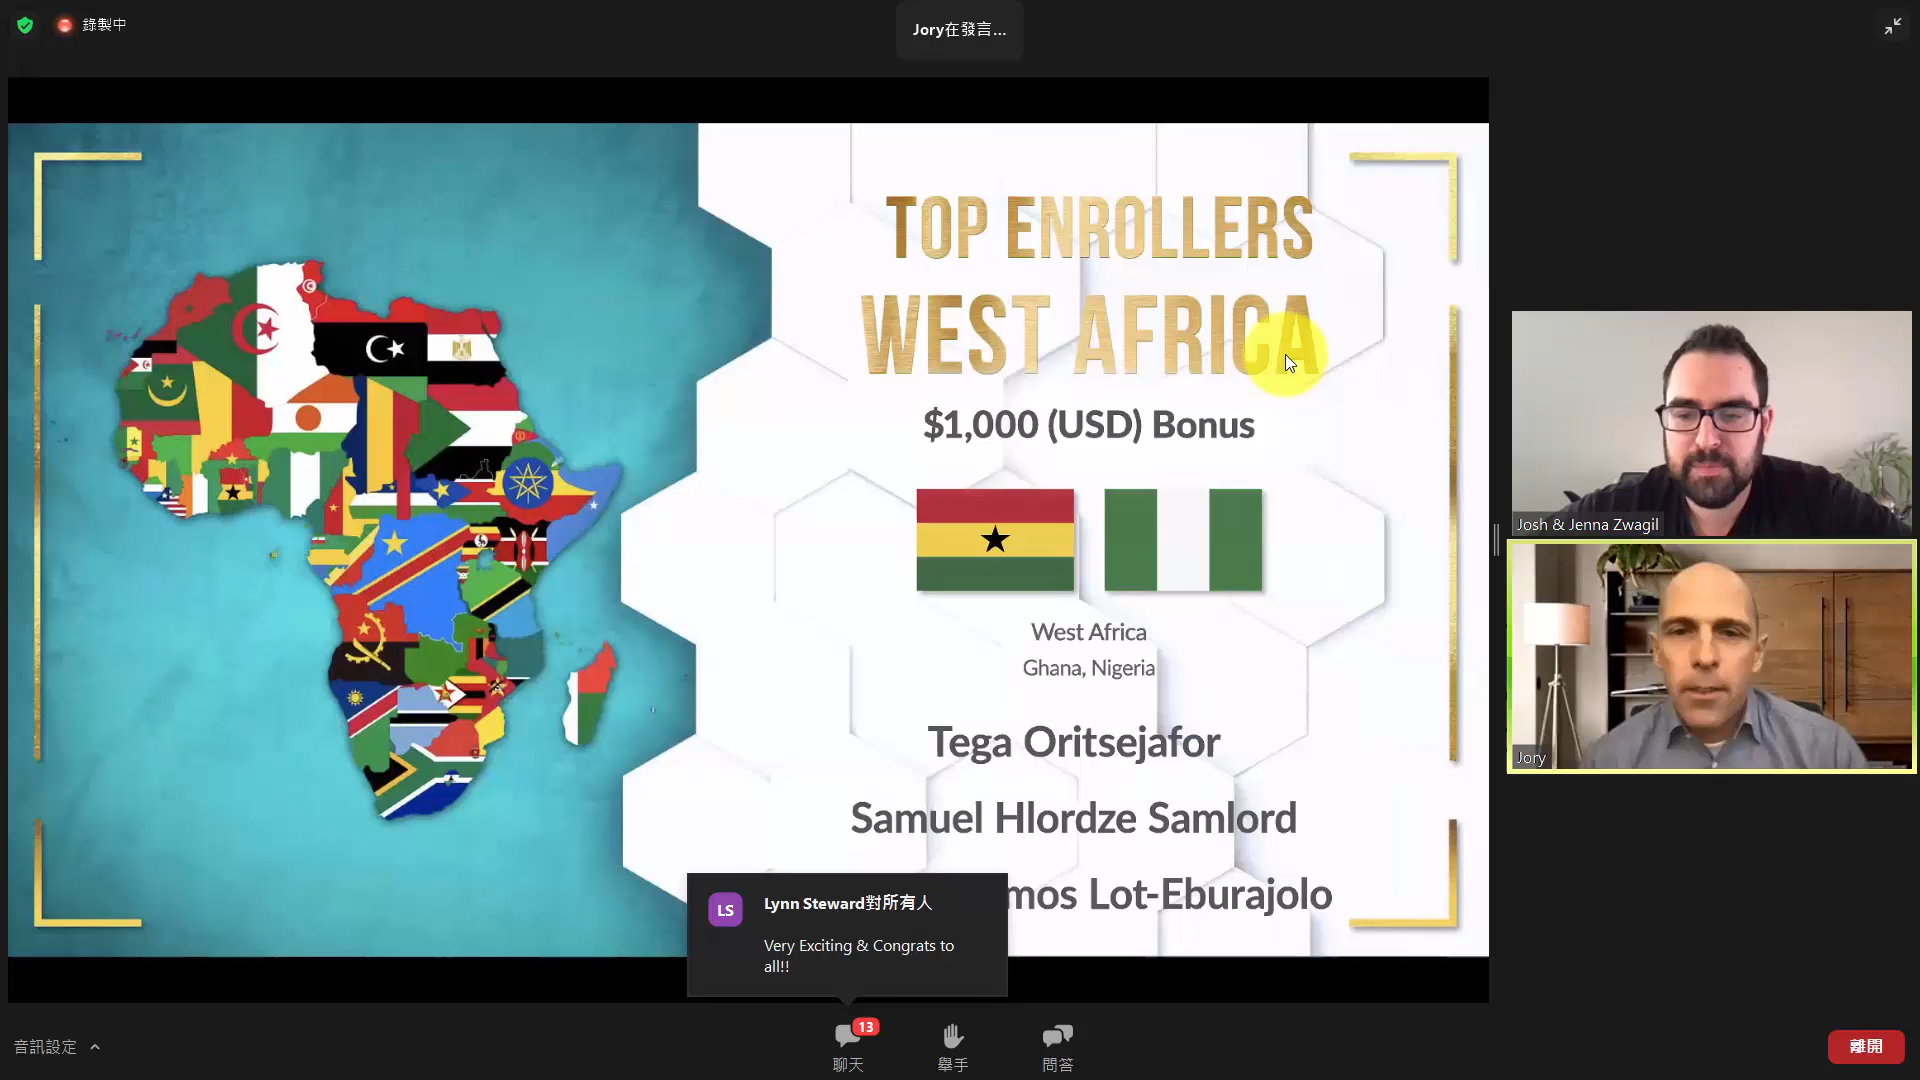 錄製中
Jory在發言...
TOP ENROLLERS
WEST AFRICA
$1,000 (USD) Bonus
West Africa
Ghana, Nigeria
Tega Oritsejafor
Samuel Hlordze Samlord
Lot-Eburajolo
LS
Lynn Steward對所有人
Very Exciting & Congrats to
all!!
Josh & Jenna Zwagil
Jory
音訊設定
13
聊天
舉手
問答
離開